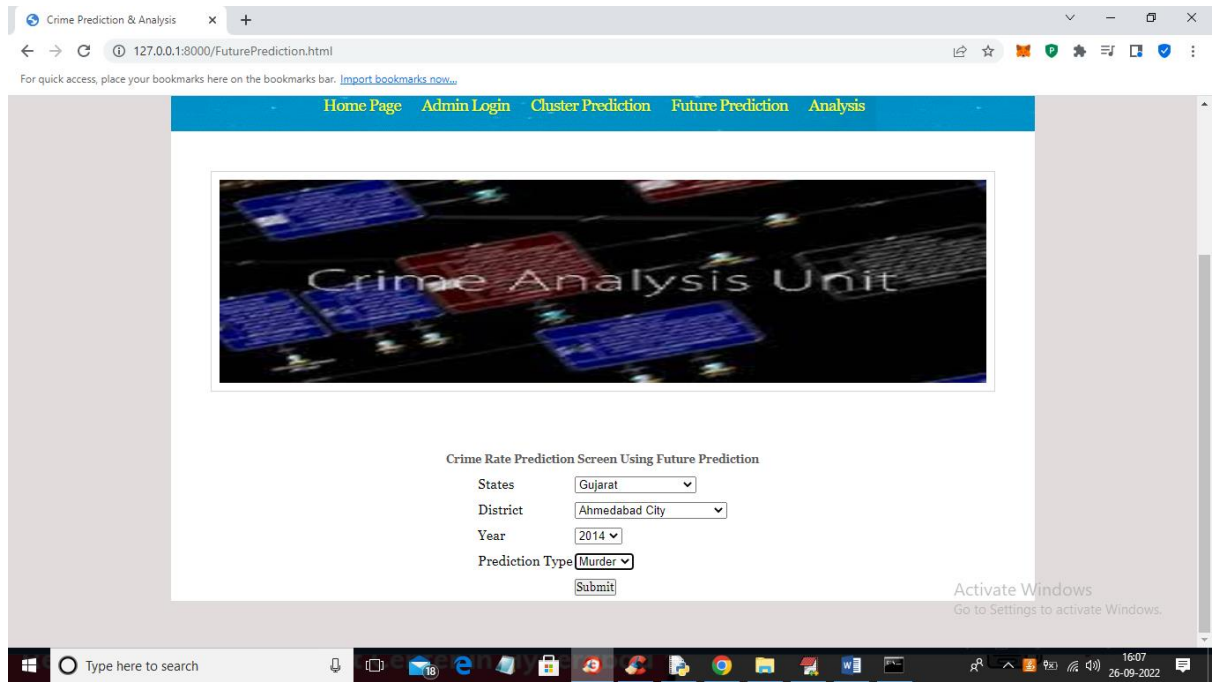 Crime Prediction & Analysis
127.0.0.1:8000/FuturePrediction.html
For quick access, place your bookmarks here on the bookmarks bar. Import bookmarks now...
Home Page Admin Login Cluster Prediction Future Prediction Analysis
Crime Analysis Unit
Crime Rate Prediction Screen Using Future Prediction
States Gujarat
District Ahmedabad City
Year 2014
Prediction Type Murder
Submit
Activate Windows
Go to Settings to activate Windows.
Type here to search
18
16:07
26-09-2022